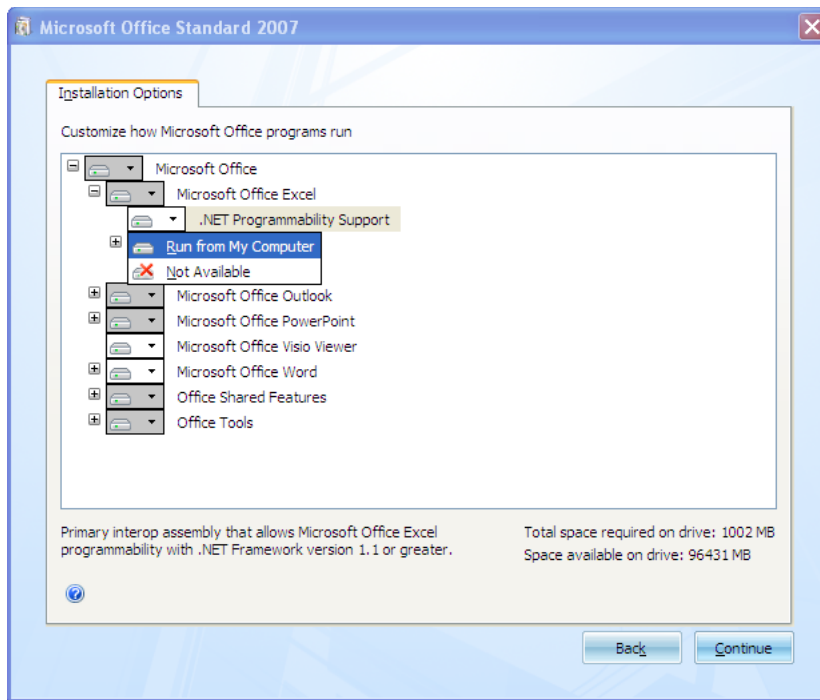 Microsoft Office Standard 2007
Installation Options
Customize how Microsoft Office programs run
Microsoft Office
Microsoft Office Excel
.NET Programmability Support
Run from My Computer
Not Available
Microsoft Office Outlook
Microsoft Office PowerPoint
Microsoft Office Visio Viewer
Microsoft Office Word
Office Shared Features
Office Tools
Primary interop assembly that allows Microsoft Office Excel
programmability with .NET Framework version 1.1 or greater.
Total space required on drive: 1002 MB
Space available on drive: 96431 MB
Back
Continue